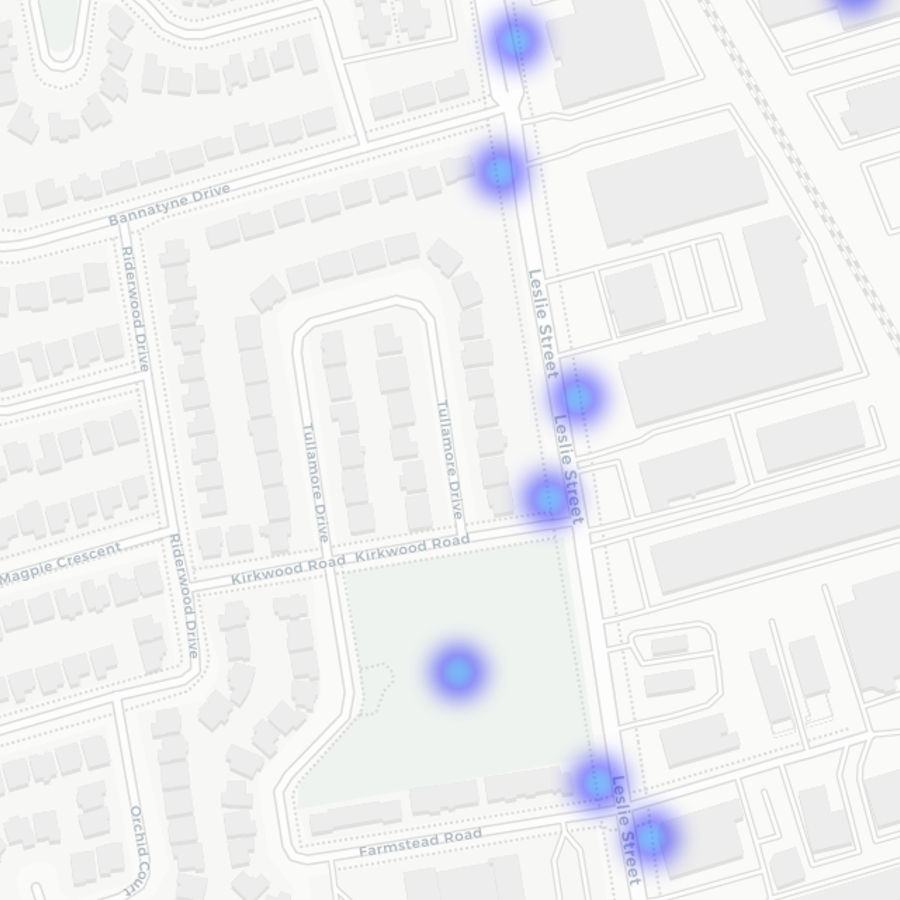 Bannatyne Drive
Riderwood Drive
Leslie Street
Leslie Street
Tullamore Drive
Tullamore Drive
Kirkwood Road
Kirkwood Road
Magpie Crescent
Riderwood Drive
Leslie Street
Orchid Court
Farmstead Road